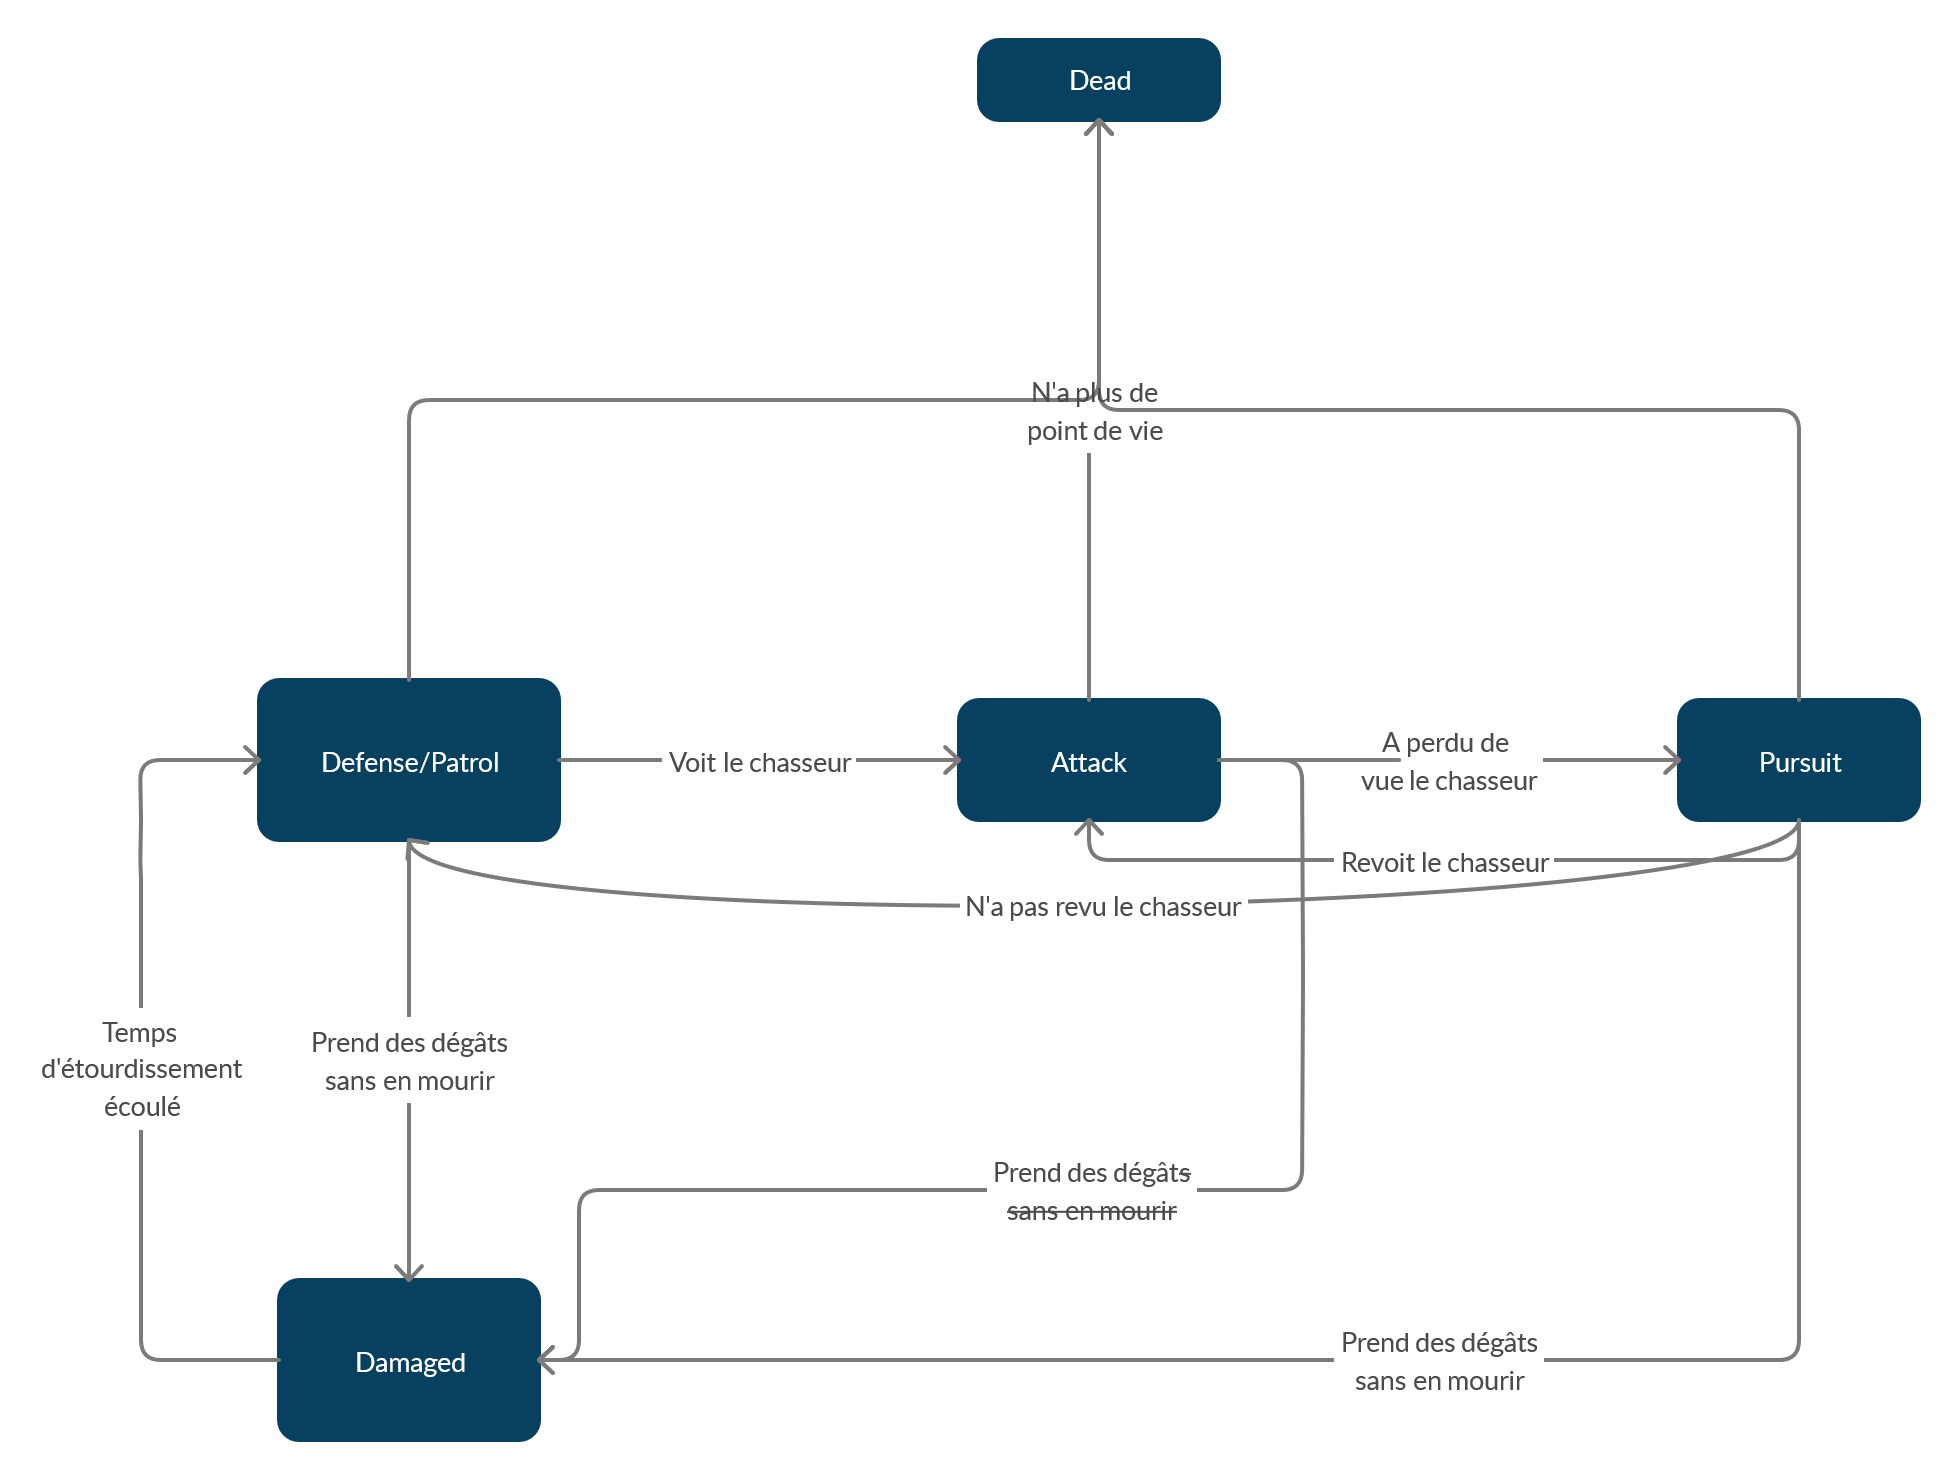 Dead
N'a plus de
point de vie
Defense/Patrol
Voit le chasseur
Attack
A perdu de
vue le chasseur
Pursuit
Revoit le chasseur
N'a pas revu le chasseur
Temps
d'étourdissement
écoulé
Prend des dégâts
sans en mourir
Prend des dégâts
sans en mourir
Damaged
Prend des dégâts
sans en mourir